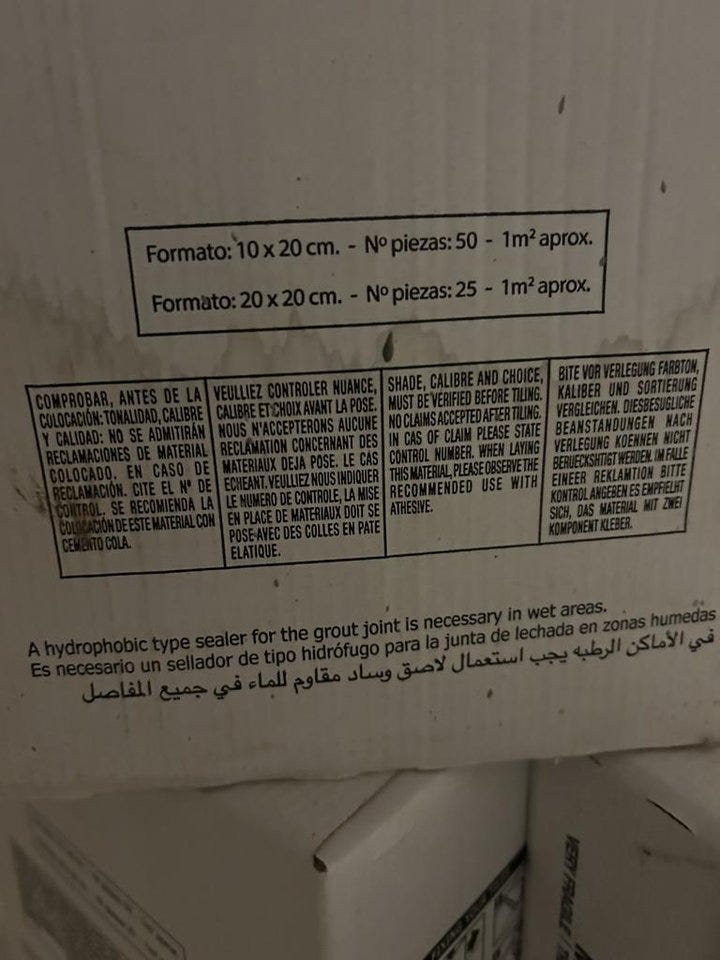 Formato: 10 x 20 cm. - Nº piezas: 50 - 1m² aprox.
Formato: 20 x 20 cm. - Nº piezas: 25 - 1m² aprox.
COMPROBAR, ANTES DE LA
COLOCACIÓN: TONALIDAD, CALIBRE
Y CALIDAD: NO SE ADMITIRÁN
RECLAMACIONES DE MATERIAL
COLOCADO. EN CASO DE
RECLAMACIÓN. CITE EL Nº DE
CONTROL. SE RECOMIENDA LA
COLOCACIÓN DE ESTE MATERIAL CON
CEMENTO COLA.
VEULLIEZ CONTROLER NUANCE,
CALIBRE ET CHOIX AVANT LA POSE.
NOUS N'ACCEPTERONS AUCUNE
RECLAMATION CONCERNANT DES
MATERIAUX DEJA POSE. LE CAS
ECHEANT. VEULLIEZ NOUS INDIQUER
LE NUMERO DE CONTROLE, LA MISE
EN PLACE DE MATERIAUX DOIT SE
POSE AVEC DES COLLES EN PATE
ELATIQUE.
SHADE, CALIBRE AND CHOICE,
MUST BE VERIFIED BEFORE TILING.
NO CLAIMS ACCEPTED AFTER TILING.
IN CAS OF CLAIM PLEASE STATE
CONTROL NUMBER. WHEN LAYING
THIS MATERIAL, PLEASE OBSERVE THE
RECOMMENDED USE WITH
ATHESIVE.
BITE VOR VERLEGUNG FARBTON,
KALIBER UND SORTIERUNG
VERGLEICHEN. DIESBESUGLICHE
BEANSTANDUNGEN NACH
VERLEGUNG KOENNEN NICHT
BERUECKSHTIGT WERDEN. IM FALLE
EINEER REKLAMTION BITTE
KONTROL ANGEBEN ES EMPFIELHT
SICH, DAS MATERIAL MIT ZWEI
KOMPONENT KLEBER.
A hydrophobic type sealer for the grout joint is necessary in wet areas.
Es necesario un sellador de tipo hidrófugo para la junta de lechada en zonas humedas
في الأماكن الرطبه يجب استعمال لاصق وساد مقاوم للماء في جميع المفاصل
VERY FRAGILE